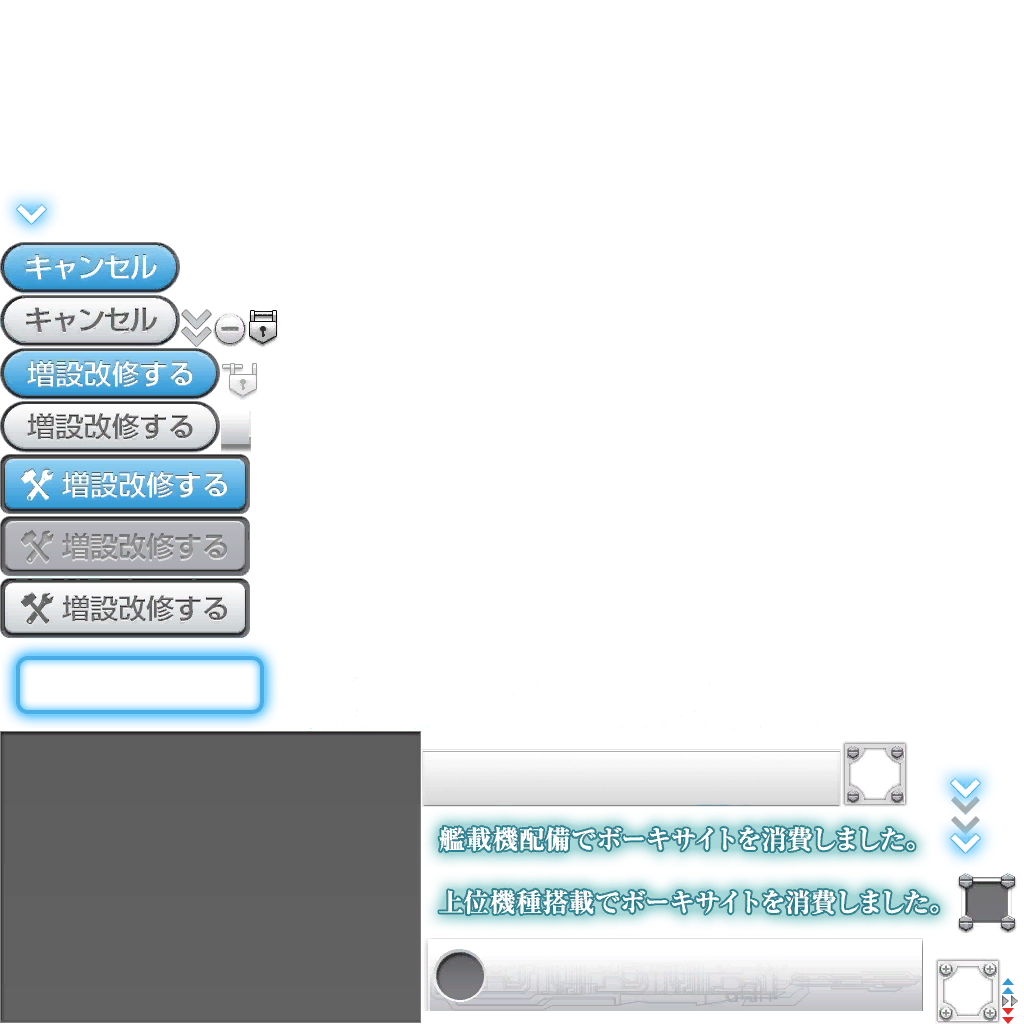 キャンセル
キャンセル
増設改修する
増設改修する
増設改修する
増設改修する
増設改修する
艦載機配備でボーキサイトを消費しました。
上位機種搭載でボーキサイトを消費しました。